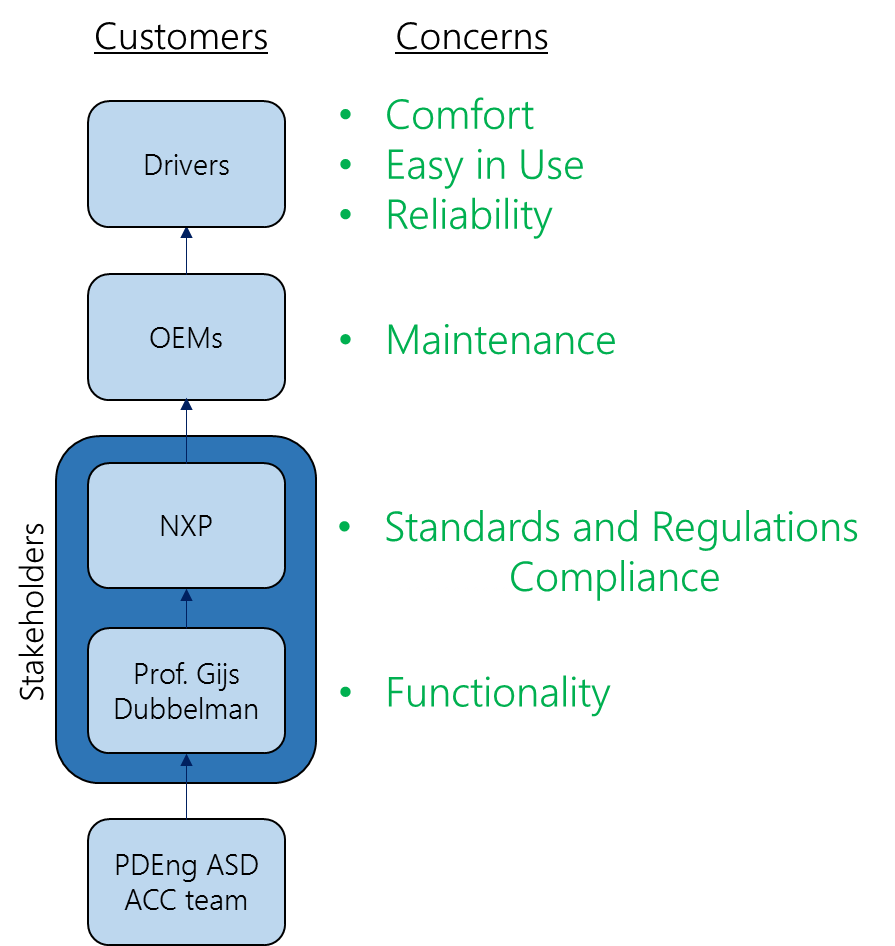 Customers
Concerns
Drivers
• Comfort
• Easy in Use
• Reliability
OEMs
• Maintenance
Stakeholders
NXP
• Standards and Regulations
Compliance
Prof. Gijs
Dubbelman
• Functionality
PDEng ASD
ACC team